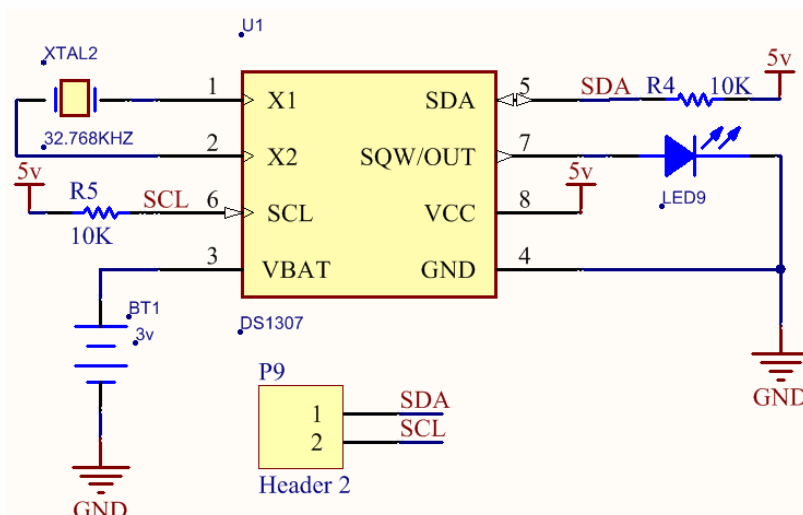 U1
XTAL2
32.768KHZ
5v
R5
SCL
10K
1
X1
2
X2
6
SCL
3
VBAT
SDA
5
SDA
R4
10K
5v
SQW/OUT
7
LED9
VCC
8
5v
GND
4
GND
DS1307
BT1
3v
GND
P9
1
SDA
2
SCL
Header 2